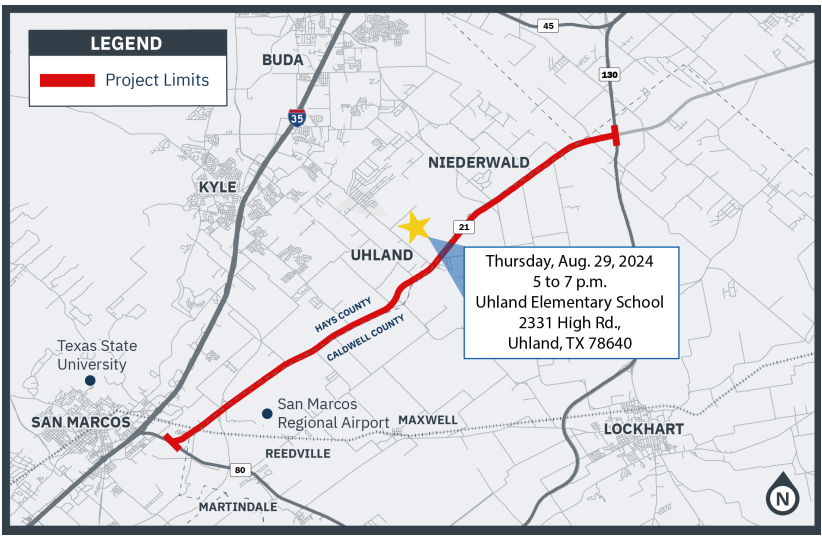 LEGEND
Project Limits
45
BUDA
130
35
NIEDERWALD
KYLE
21
UHLAND
Thursday, Aug. 29, 2024
5 to 7 p.m.
Uhland Elementary School
2331 High Rd.,
Uhland, TX 78640
HAYS COUNTY
CALDWELL COUNTY
Texas State
University
San Marcos
Regional Airport
SAN MARCOS
MAXWELL
LOCKHART
REEDVILLE
80
MARTINDALE
N